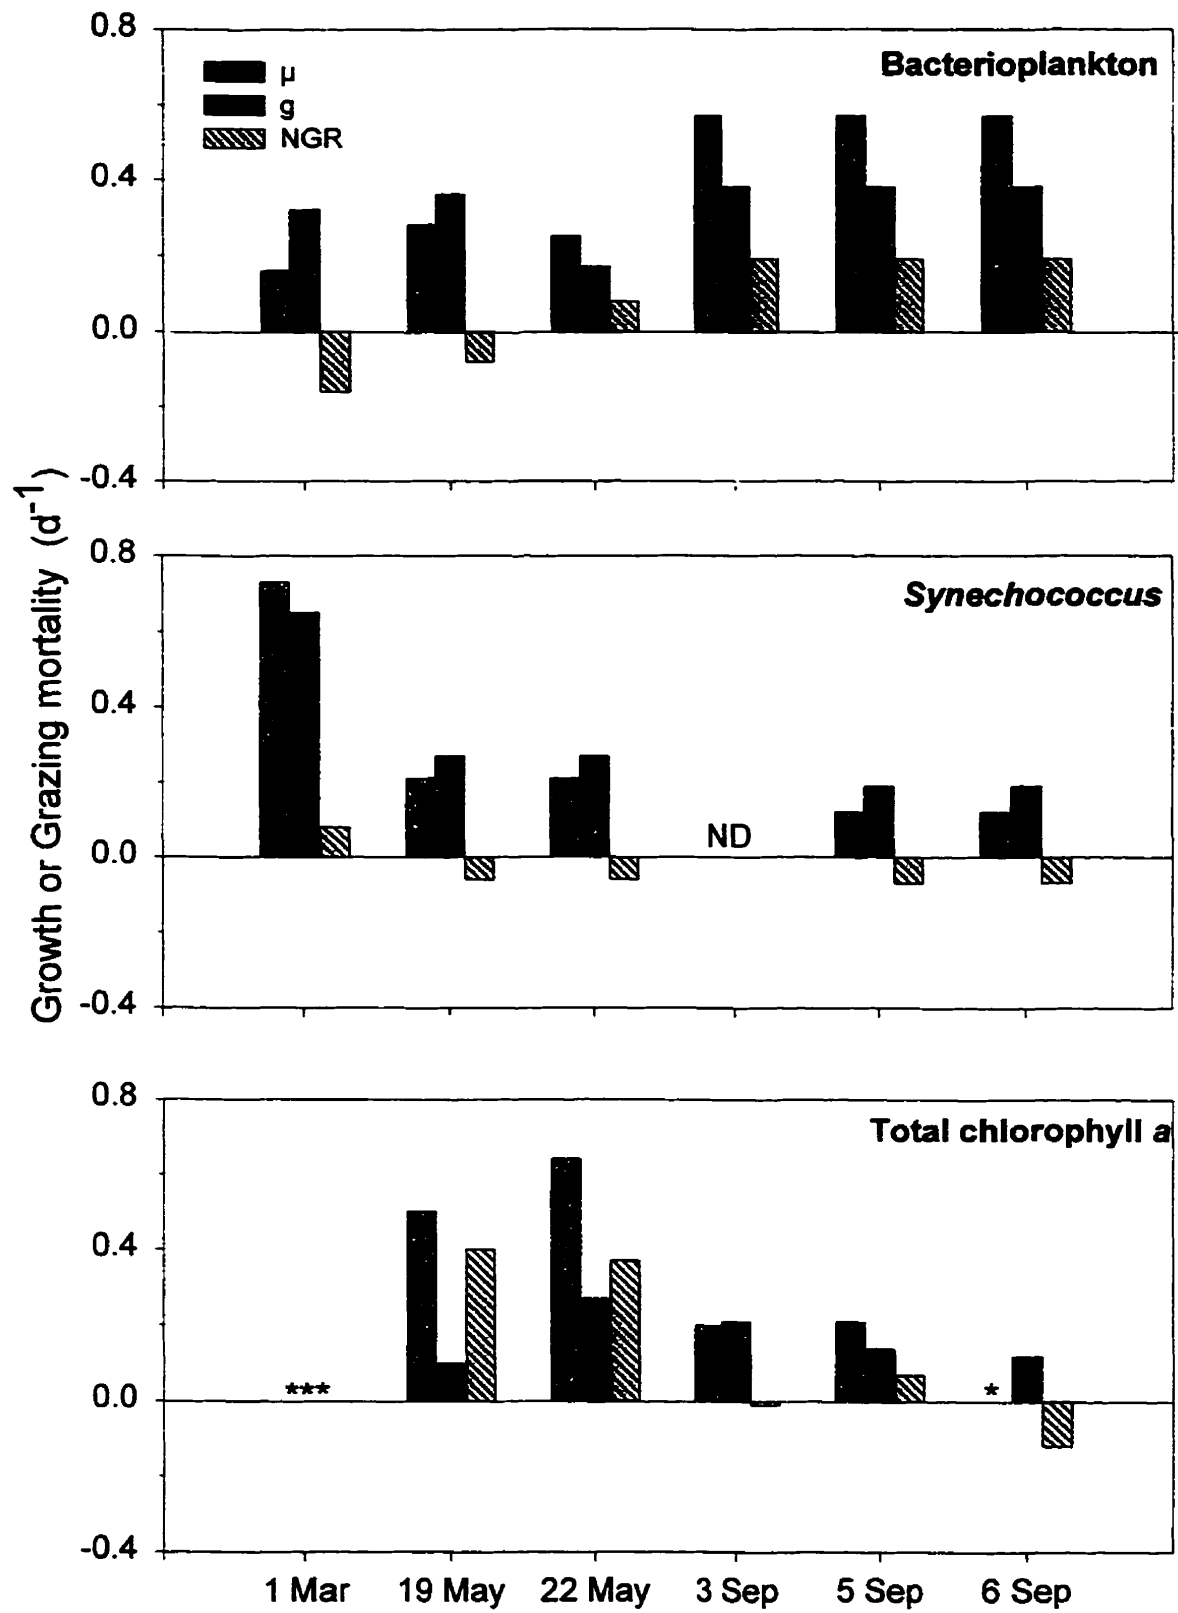 Growth or Grazing mortality (d-1)
0.8
0.4
0.0
-0.4
Bacterioplankton
μ
g
NGR
0.8
0.4
0.0
-0.4
Synechococcus
ND
0.8
0.4
0.0
-0.4
Total chlorophyll a
***
*
1 Mar 19 May 22 May 3 Sep 5 Sep 6 Sep